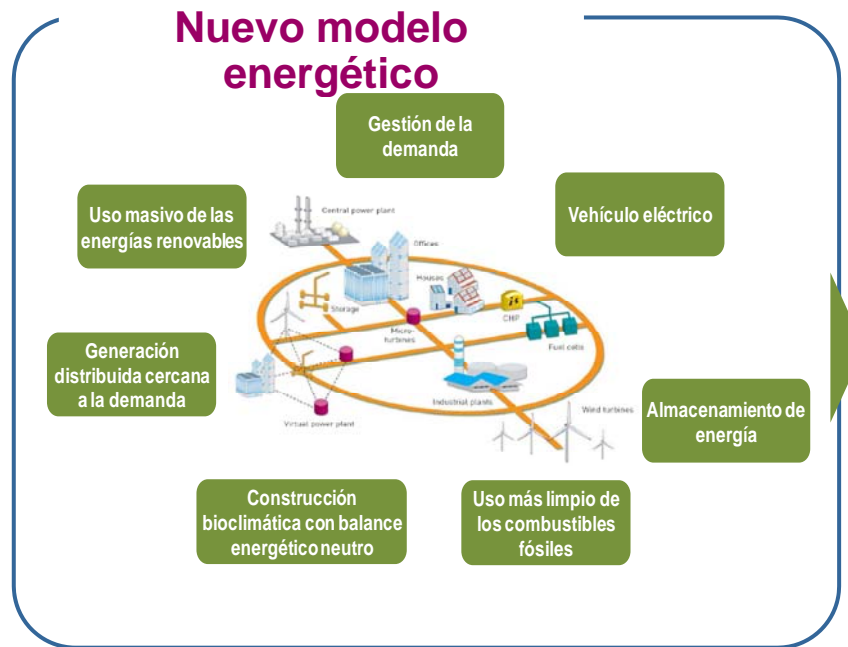 Nuevo modelo
energético
Gestión de la
demanda
Uso masivo de las
energías renovables
Vehículo eléctrico
Central power plant
Offices
Houses
Storage
Micro-
turbines
CHP
Fuel cells
Generación
distribuida cercana
a la demanda
Industrial plants
Wind turbines
Virtual power plant
Almacenamiento de
energía
Construcción
bioclimática con balance
energético neutro
Uso más limpio de
los combustibles
fósiles